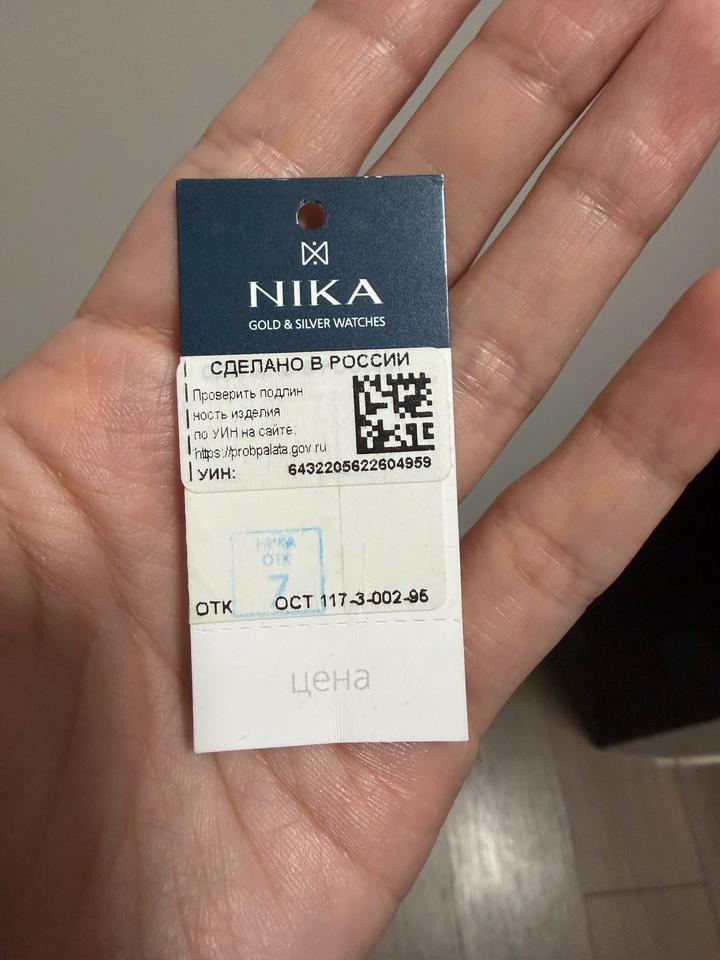 NIKA
GOLD & SILVER WATCHES
СДЕЛАНО В РОССИИ
Проверить подлин
ность изделия
по УИН на сайте:
https://probpalata.gov.ru
УИН: 6432205622604959
НИКА
ОТК
7
ОТК ОСТ 117-3-002-95
цена